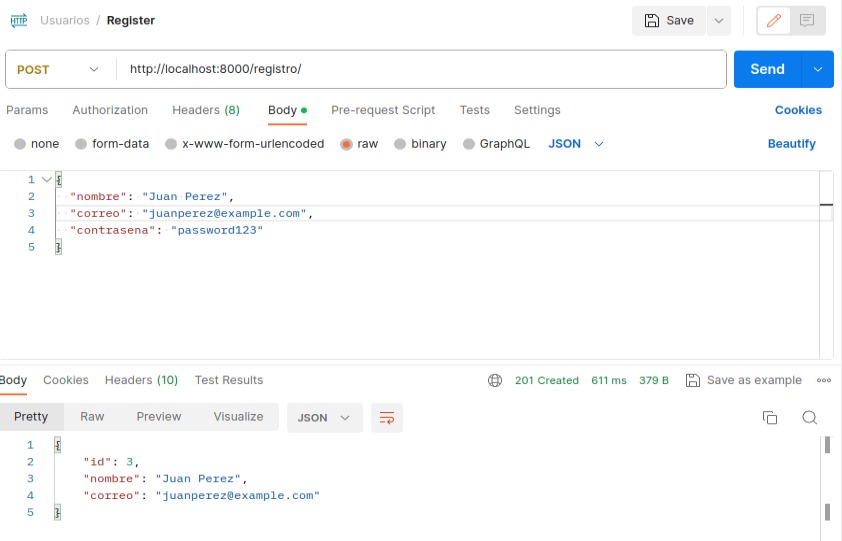 HTTP Usuarios / Register Save
POST http://localhost:8000/registro/ Send
Params Authorization Headers (8) Body Pre-request Script Tests Settings Cookies
none form-data x-www-form-urlencoded raw binary GraphQL JSON Beautify
1 {
2 "nombre": "Juan Perez",
3 "correo": "juanperez@example.com",
4 "contrasena": "password123"
5 }
Body Cookies Headers (10) Test Results 201 Created 611 ms 379 B Save as example
Pretty Raw Preview Visualize JSON
1 {
2 "id": 3,
3 "nombre": "Juan Perez",
4 "correo": "juanperez@example.com"
5 }